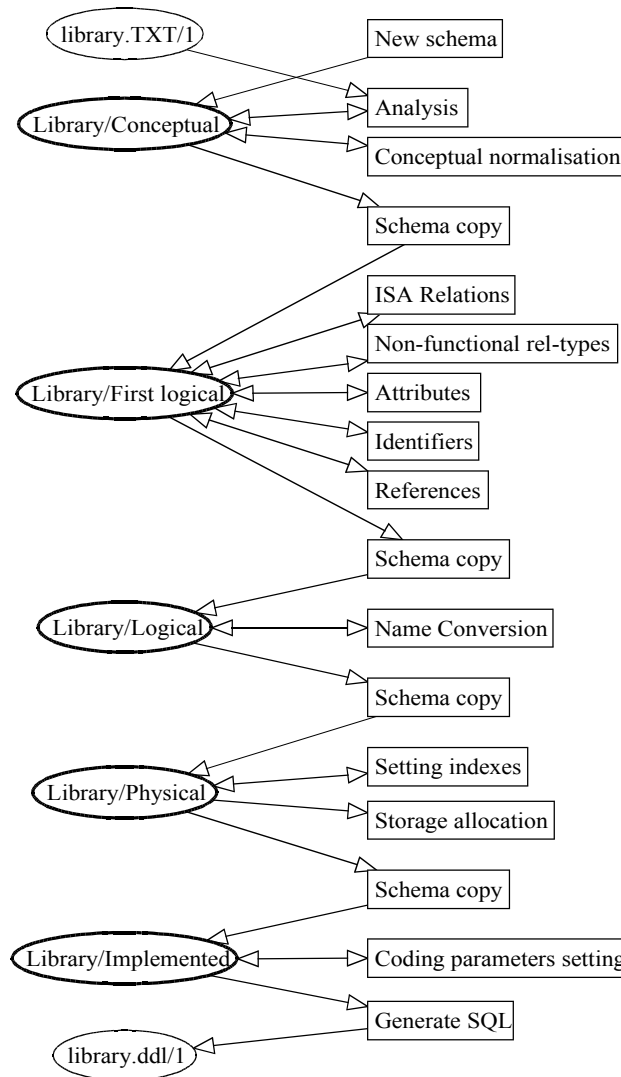 library.TXT/1
New schema
Analysis
Library/Conceptual
Conceptual normalisation
Schema copy
ISA Relations
Non-functional rel-types
Library/First logical
Attributes
Identifiers
References
Schema copy
Library/Logical
Name Conversion
Schema copy
Setting indexes
Library/Physical
Storage allocation
Schema copy
Library/Implemented
Coding parameters setting
Generate SQL
library.ddl/1